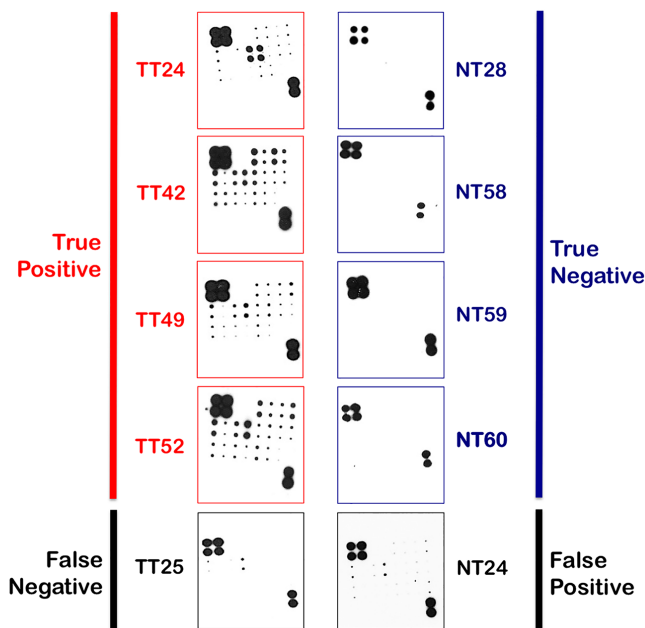 TT24
NT28
TT42
NT58
True
Positive
True
Negative
TT49
NT59
TT52
NT60
False
Negative
TT25
NT24
False
Positive